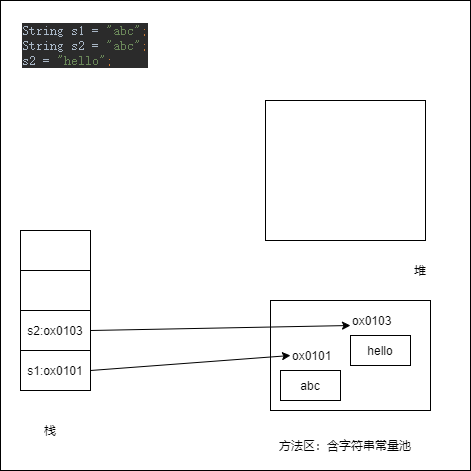 String s1 = "abc";
String s2 = "abc";
s2 = "hello";
堆
s2:ox0103
ox0103
hello
s1:ox0101
ox0101
abc
栈
方法区：含字符串常量池